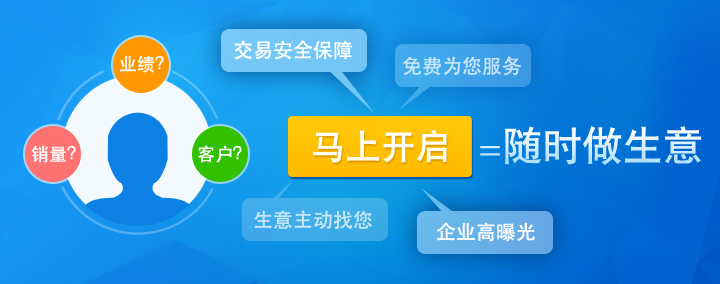 业绩?
销量?
客户?
交易安全保障
免费为您服务
马上开启
=随时做生意
生意主动找您
企业高曝光